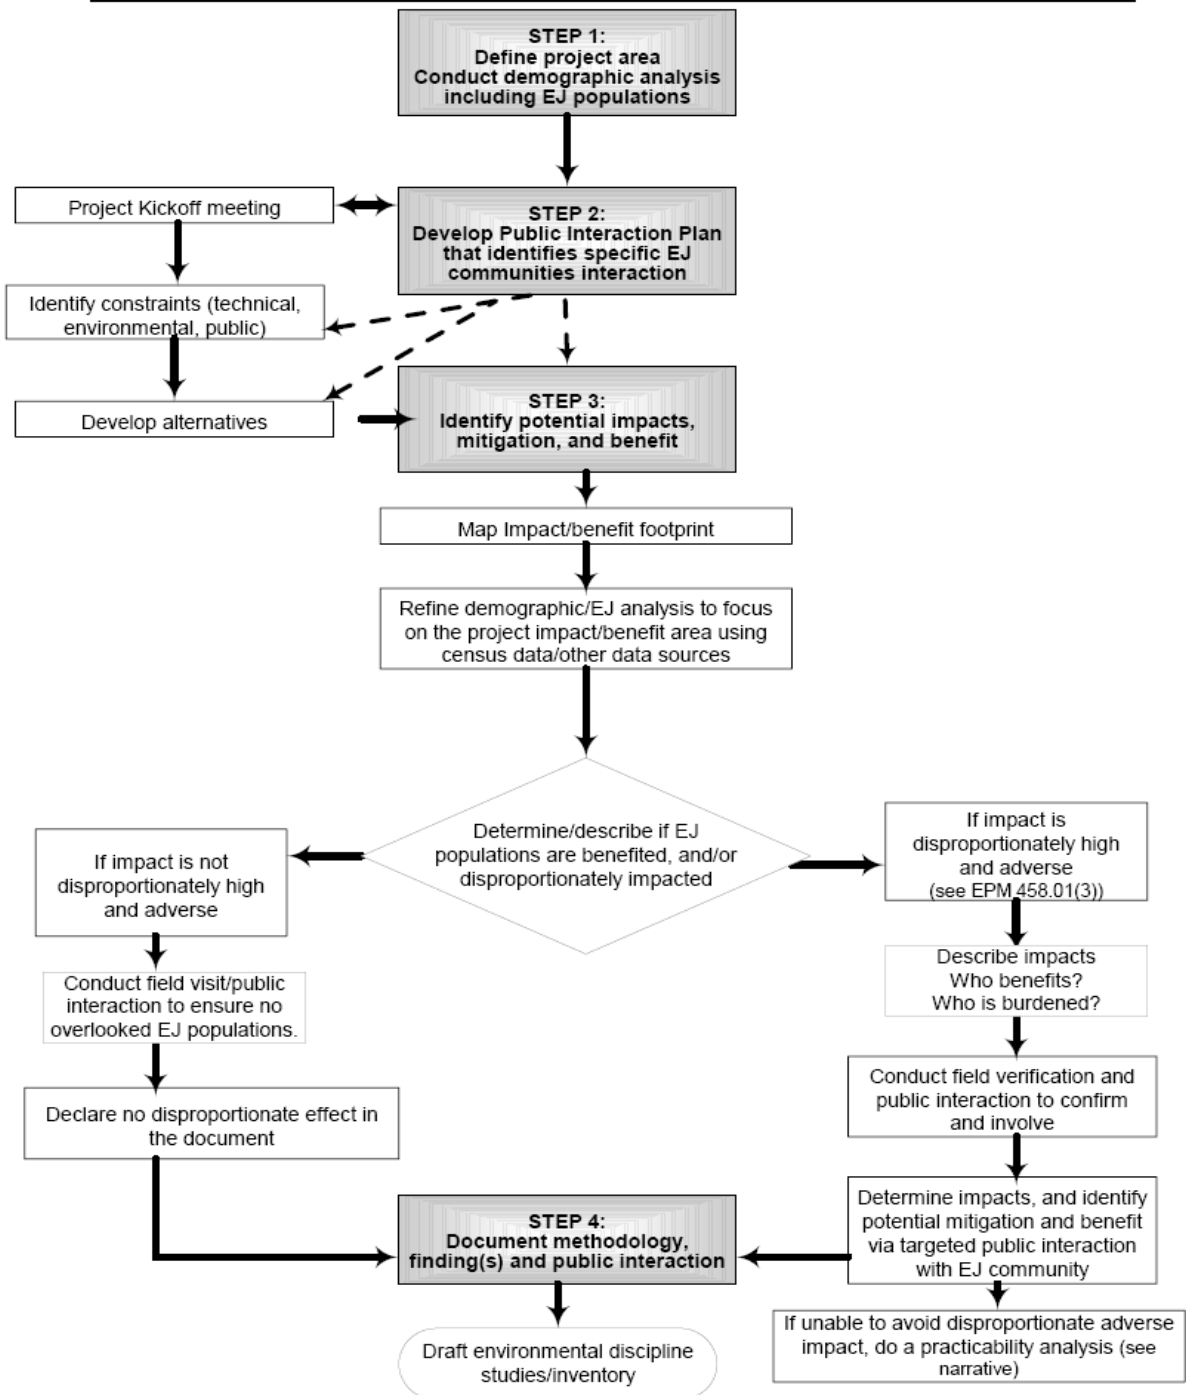 STEP 1:
Define project area
Conduct demographic analysis
including EJ populations
Project Kickoff meeting
STEP 2:
Develop Public Interaction Plan
that identifies specific EJ
communities interaction
Identify constraints (technical,
environmental, public)
Develop alternatives
STEP 3:
Identify potential impacts,
mitigation, and benefit
Map Impact/benefit footprint
Refine demographic/EJ analysis to focus
on the project impact/benefit area using
census data/other data sources
Determine/describe if EJ
populations are benefited, and/or
disproportionately impacted
If impact is not
disproportionately high
and adverse
Conduct field visit/public
interaction to ensure no
overlooked EJ populations.
Declare no disproportionate effect in
the document
If impact is
disproportionately high
and adverse
(see EPM 458.01(3))
Describe impacts
Who benefits?
Who is burdened?
Conduct field verification and
public interaction to confirm
and involve
Determine impacts, and identify
potential mitigation and benefit
via targeted public interaction
with EJ community
If unable to avoid disproportionate adverse
impact, do a practicability analysis (see
narrative)
STEP 4:
Document methodology,
finding(s) and public interaction
Draft environmental discipline
studies/inventory